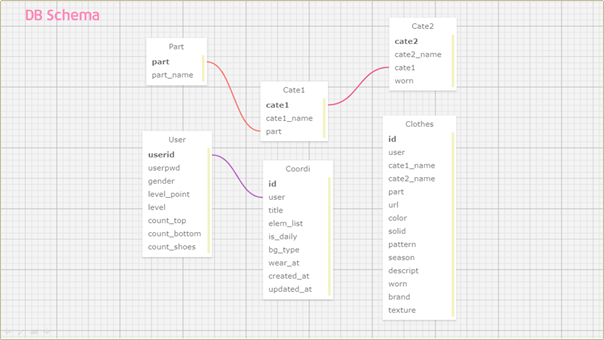 DB Schema
Part
part
part_name
Cate1
cate1
cate1_name
part
Cate2
cate2
cate2_name
cate1
worn
User
userid
userpwd
gender
level_point
level
count_top
count_bottom
count_shoes
Coordi
id
user
title
elem_list
is_daily
bg_type
wear_at
created_at
updated_at
Clothes
id
user
cate1_name
cate2_name
part
url
color
solid
pattern
season
descript
worn
brand
texture